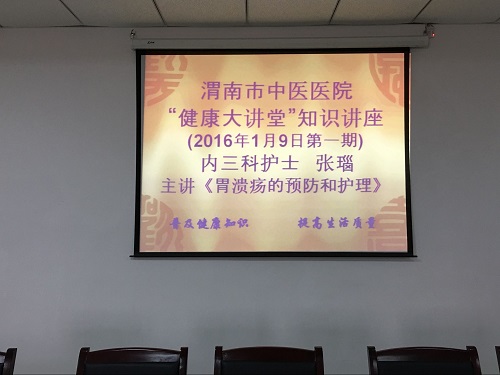 渭南市中医医院
“健康大讲堂”知识讲座
(2016年1月9日第一期)
内三科护士 张瑙
主讲《胃溃疡的预防和护理》
普及健康知识 提高生活质量